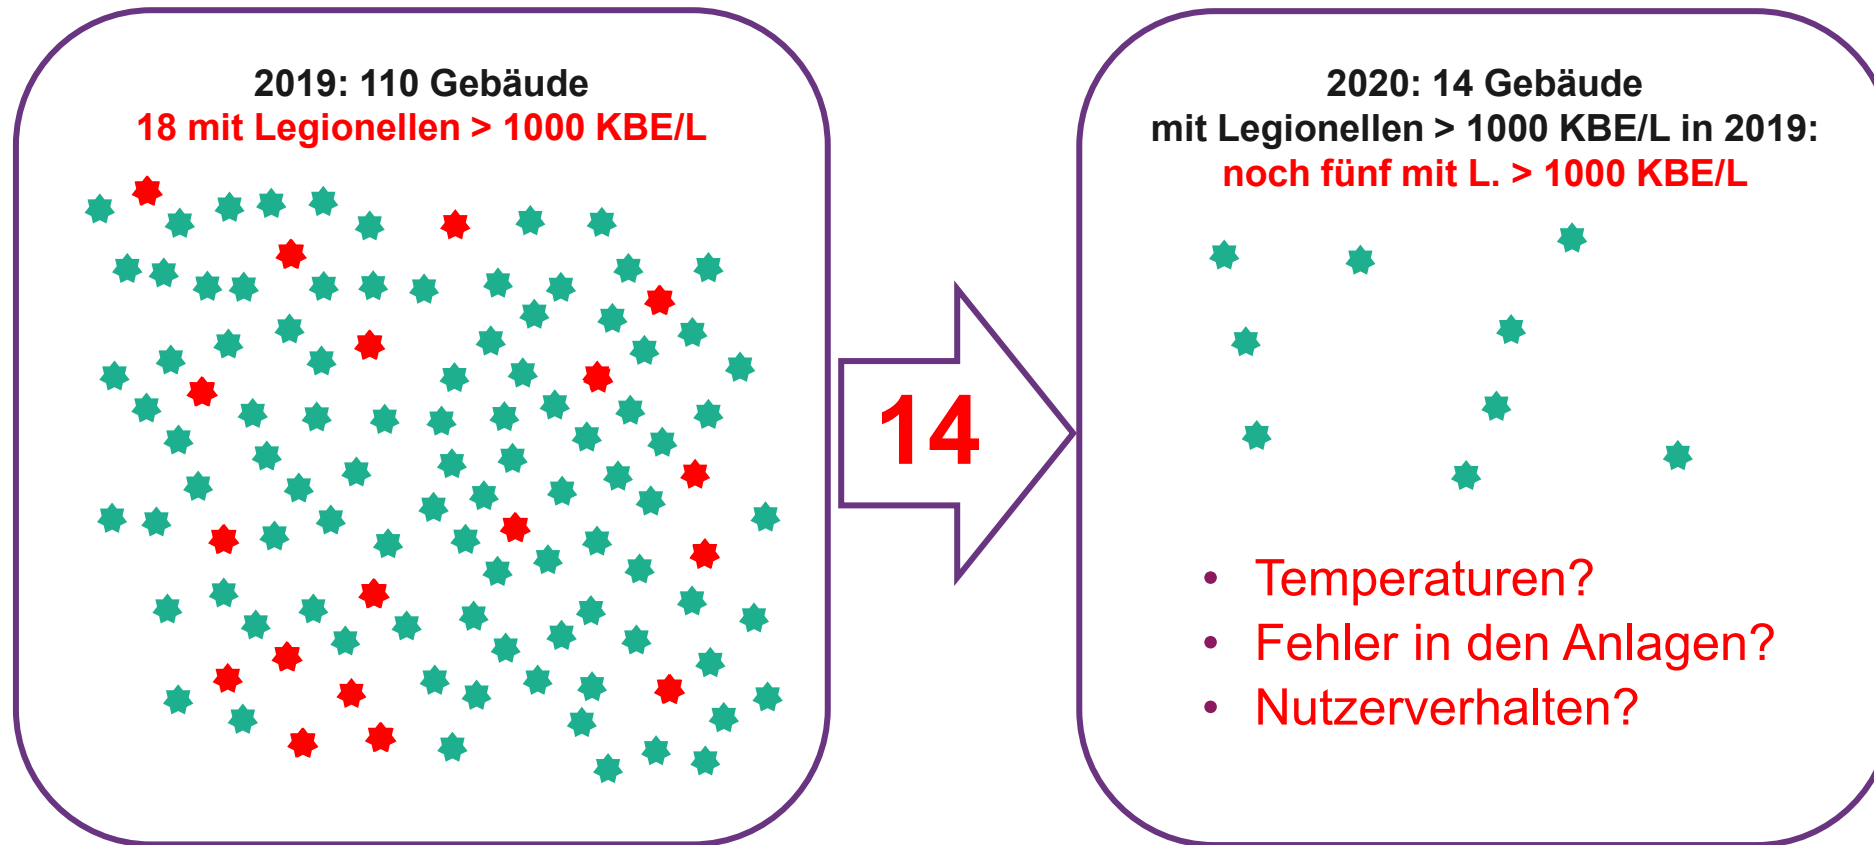 2019: 110 Gebäude
18 mit Legionellen > 1000 KBE/L
14
2020: 14 Gebäude
mit Legionellen > 1000 KBE/L in 2019:
noch fünf mit L. > 1000 KBE/L
• Temperaturen?
• Fehler in den Anlagen?
• Nutzerverhalten?